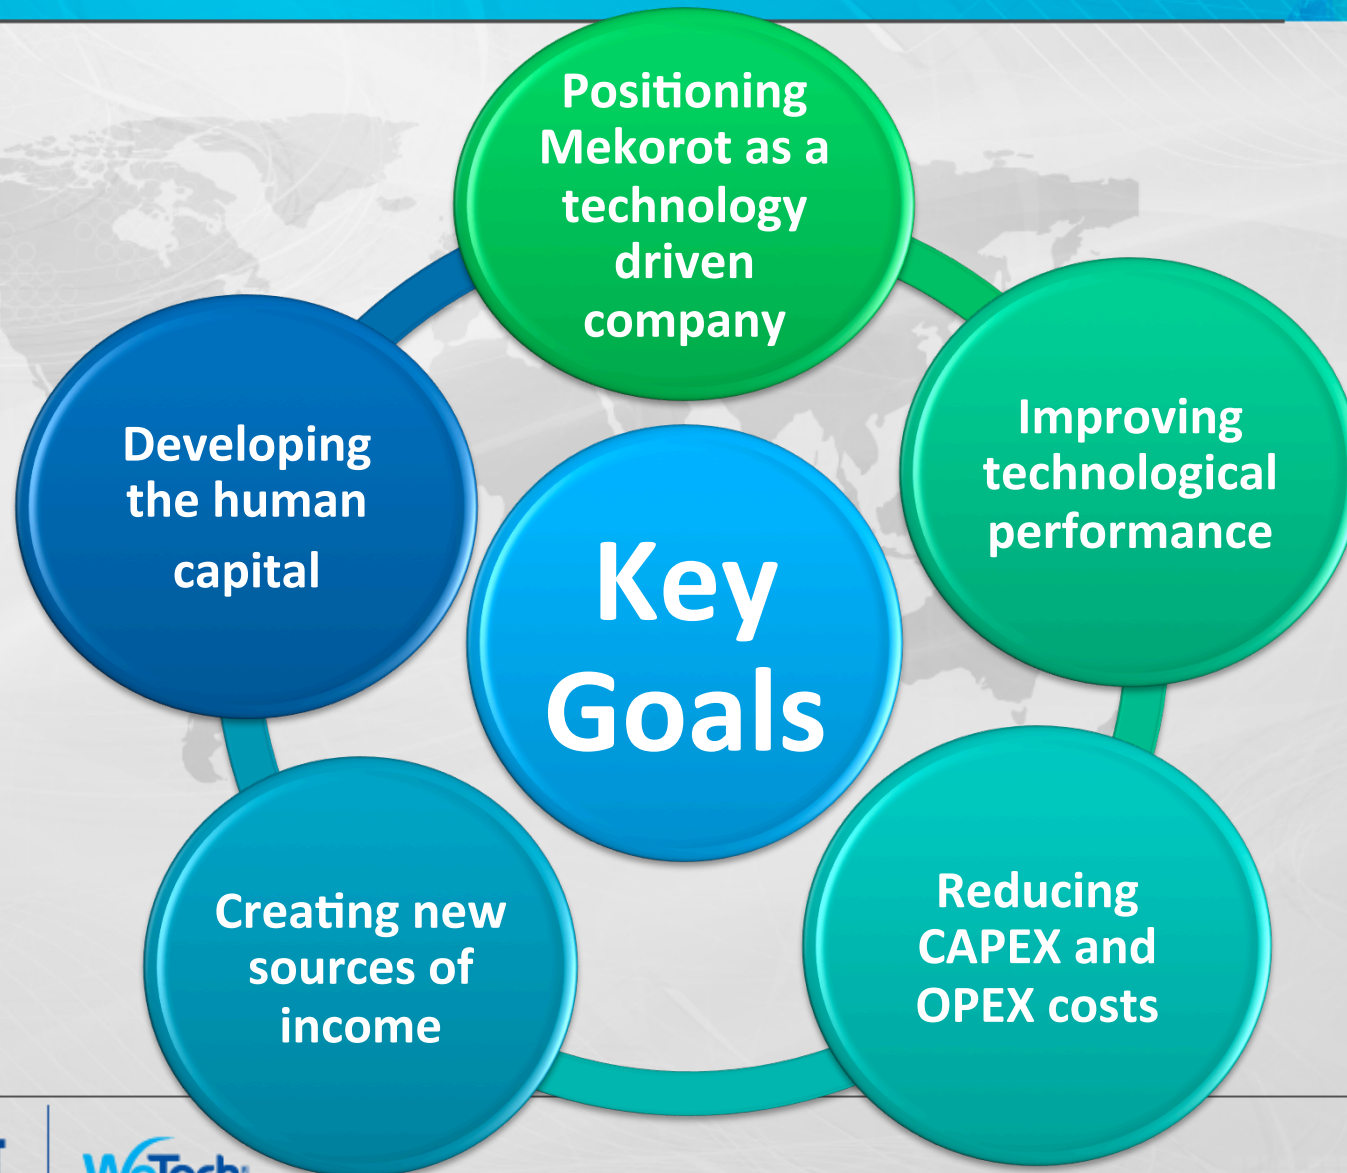 Positioning
Mekorot as a
technology
driven
company
Improving
technological
performance
Reducing
CAPEX and
OPEX costs
Creating new
sources of
income
Developing
the human
capital
Key
Goals